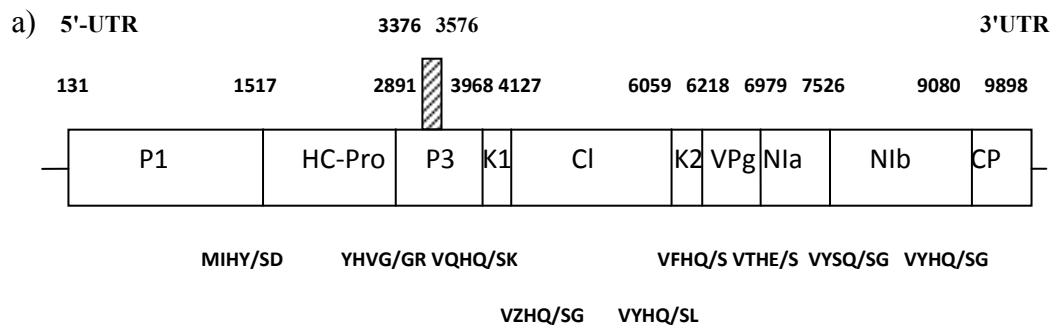 a) 5'-UTR 3376 3576 3'UTR
131 1517 2891 3968 4127 6059 6218 6979 7526 9080 9898
P1 HC-Pro P3 K1 Cl K2 VPg NIa NIb CP
MIHY/SD YHVG/GR VQHQ/SK VFHQ/S VTHE/S VYSQ/SG VYHQ/SG
VZHQ/SG VYHQ/SL